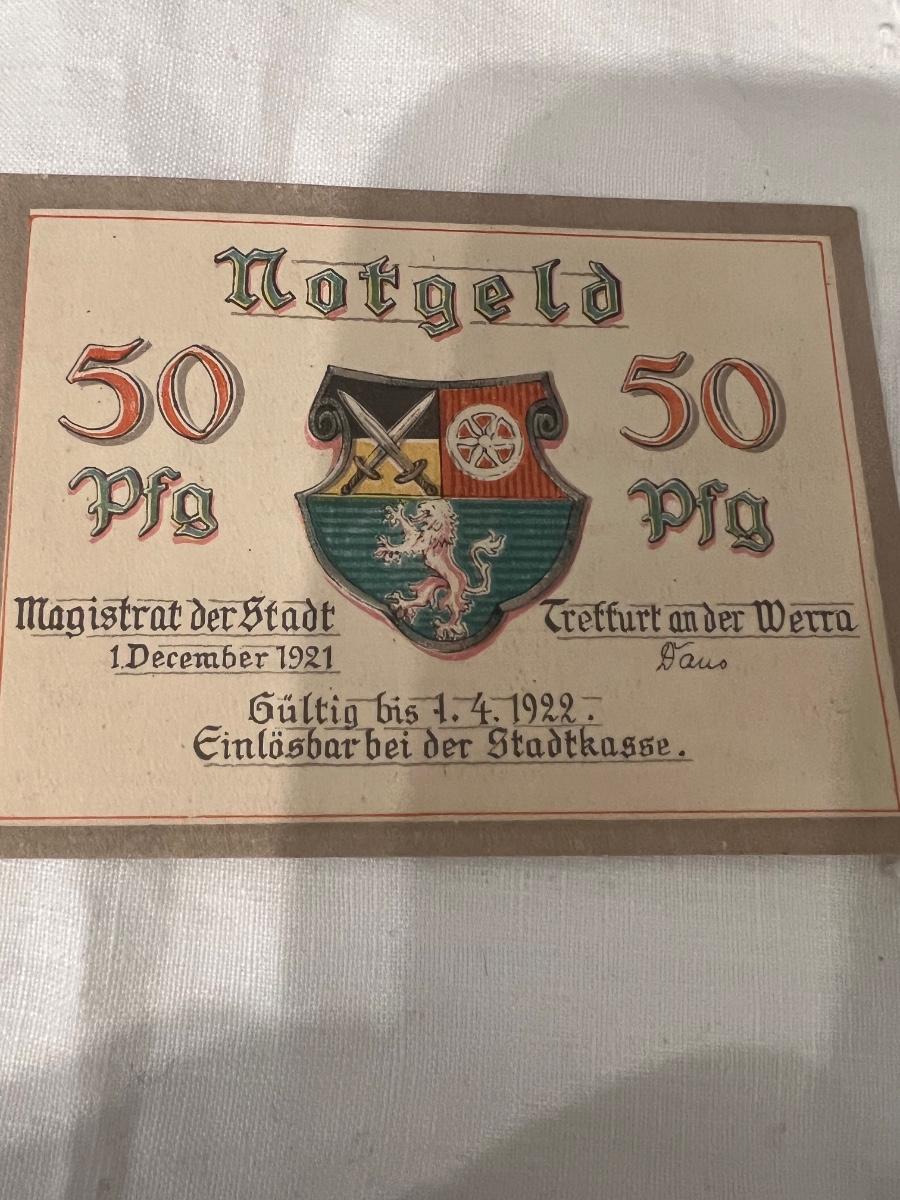 Notgeld
50 50
Pfg Pfg
Magistrat der Stadt Treffurt an der Werra
1. December 1921
Gültig bis 1. 4. 1922.
Einlösbar bei der Stadtkasse.